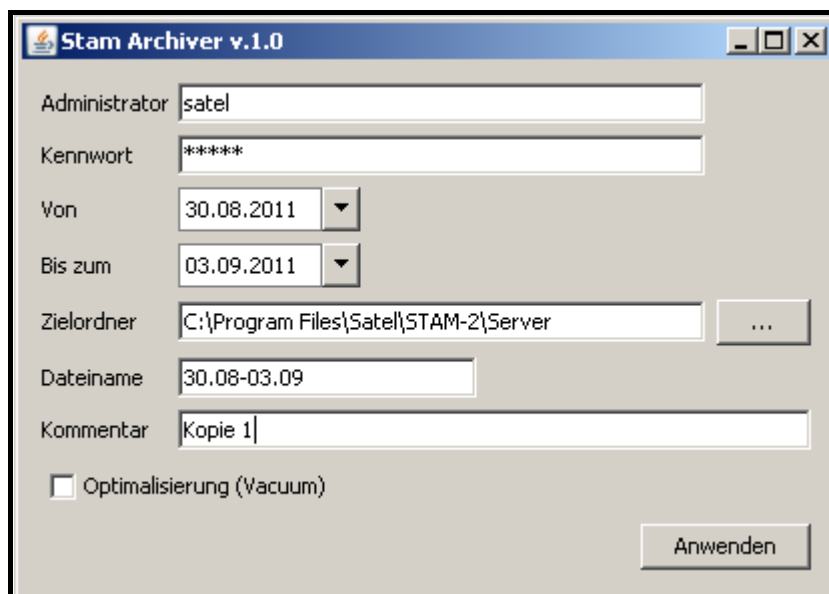 Stam Archiver v.1.0
Administrator satel
Kennwort *****
Von 30.08.2011
Bis zum 03.09.2011
Zielordner C:\Program Files\Satel\STAM-2\Server ...
Dateiname 30.08-03.09
Kommentar Kopie 1
Optimalisierung (Vacuum)
Anwenden